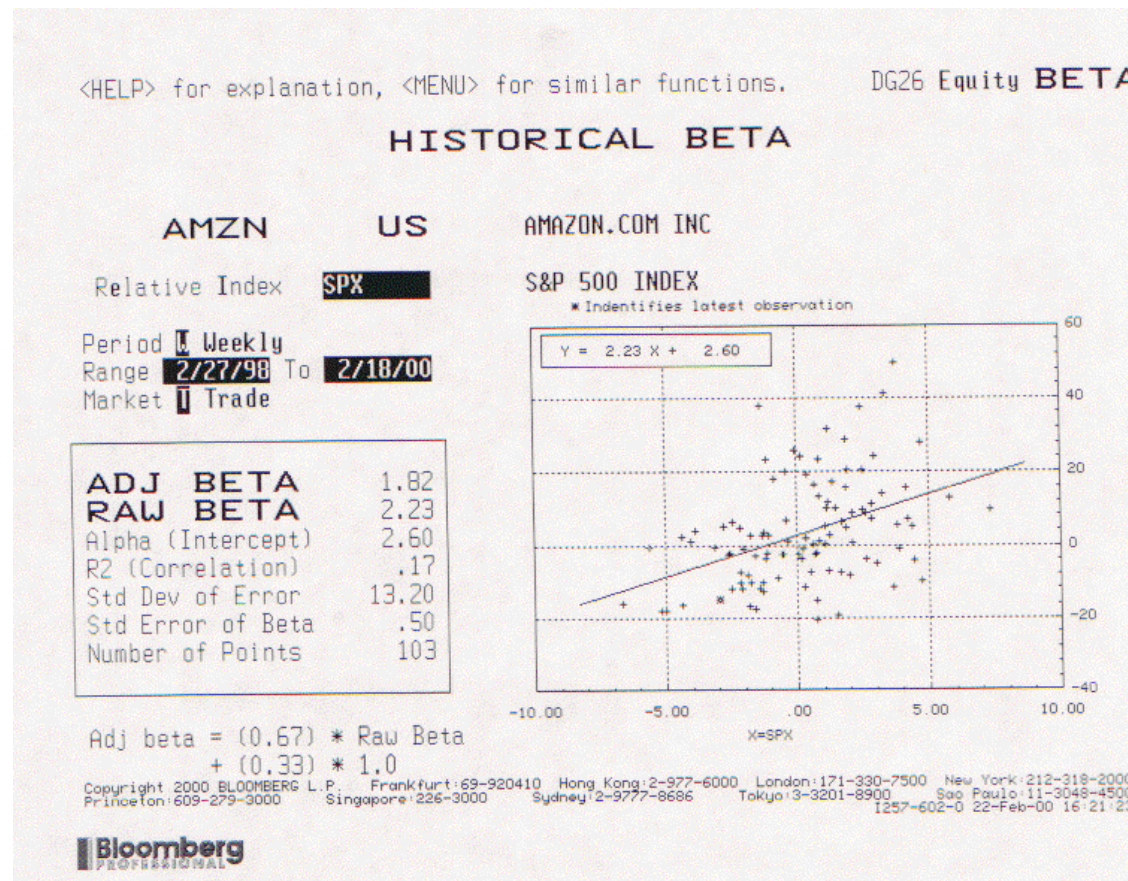 <HELP> for explanation, <MENU> for similar functions. DG26 Equity BETA
HISTORICAL BETA
AMZN US AMAZON.COM INC
Relative Index SPX S&P 500 INDEX
* Indentifies latest observation
Period W Weekly
Range 2/27/98 To 2/18/00
Market T Trade
Y = 2.23 X + 2.60
60
40
20
0
-20
-40
-10.00 -5.00 .00 5.00 10.00
X=SPX
ADJ BETA 1.82
RAW BETA 2.23
Alpha (Intercept) 2.60
R2 (Correlation) .17
Std Dev of Error 13.20
Std Error of Beta .50
Number of Points 103
Adj beta = (0.67) * Raw Beta
+ (0.33) * 1.0
Copyright 2000 BLOOMBERG L.P. Frankfurt:69-920410 Hong Kong:2-977-6000 London:171-330-7500 New York:212-318-2000
Princeton:609-279-3000 Singapore:226-3000 Sydney:2-9777-8686 Tokyo:3-3201-8900 Sao Paulo:11-3048-4500
I257-602-0 22-Feb-00 16:21:23
Bloomberg
PROFESSIONAL